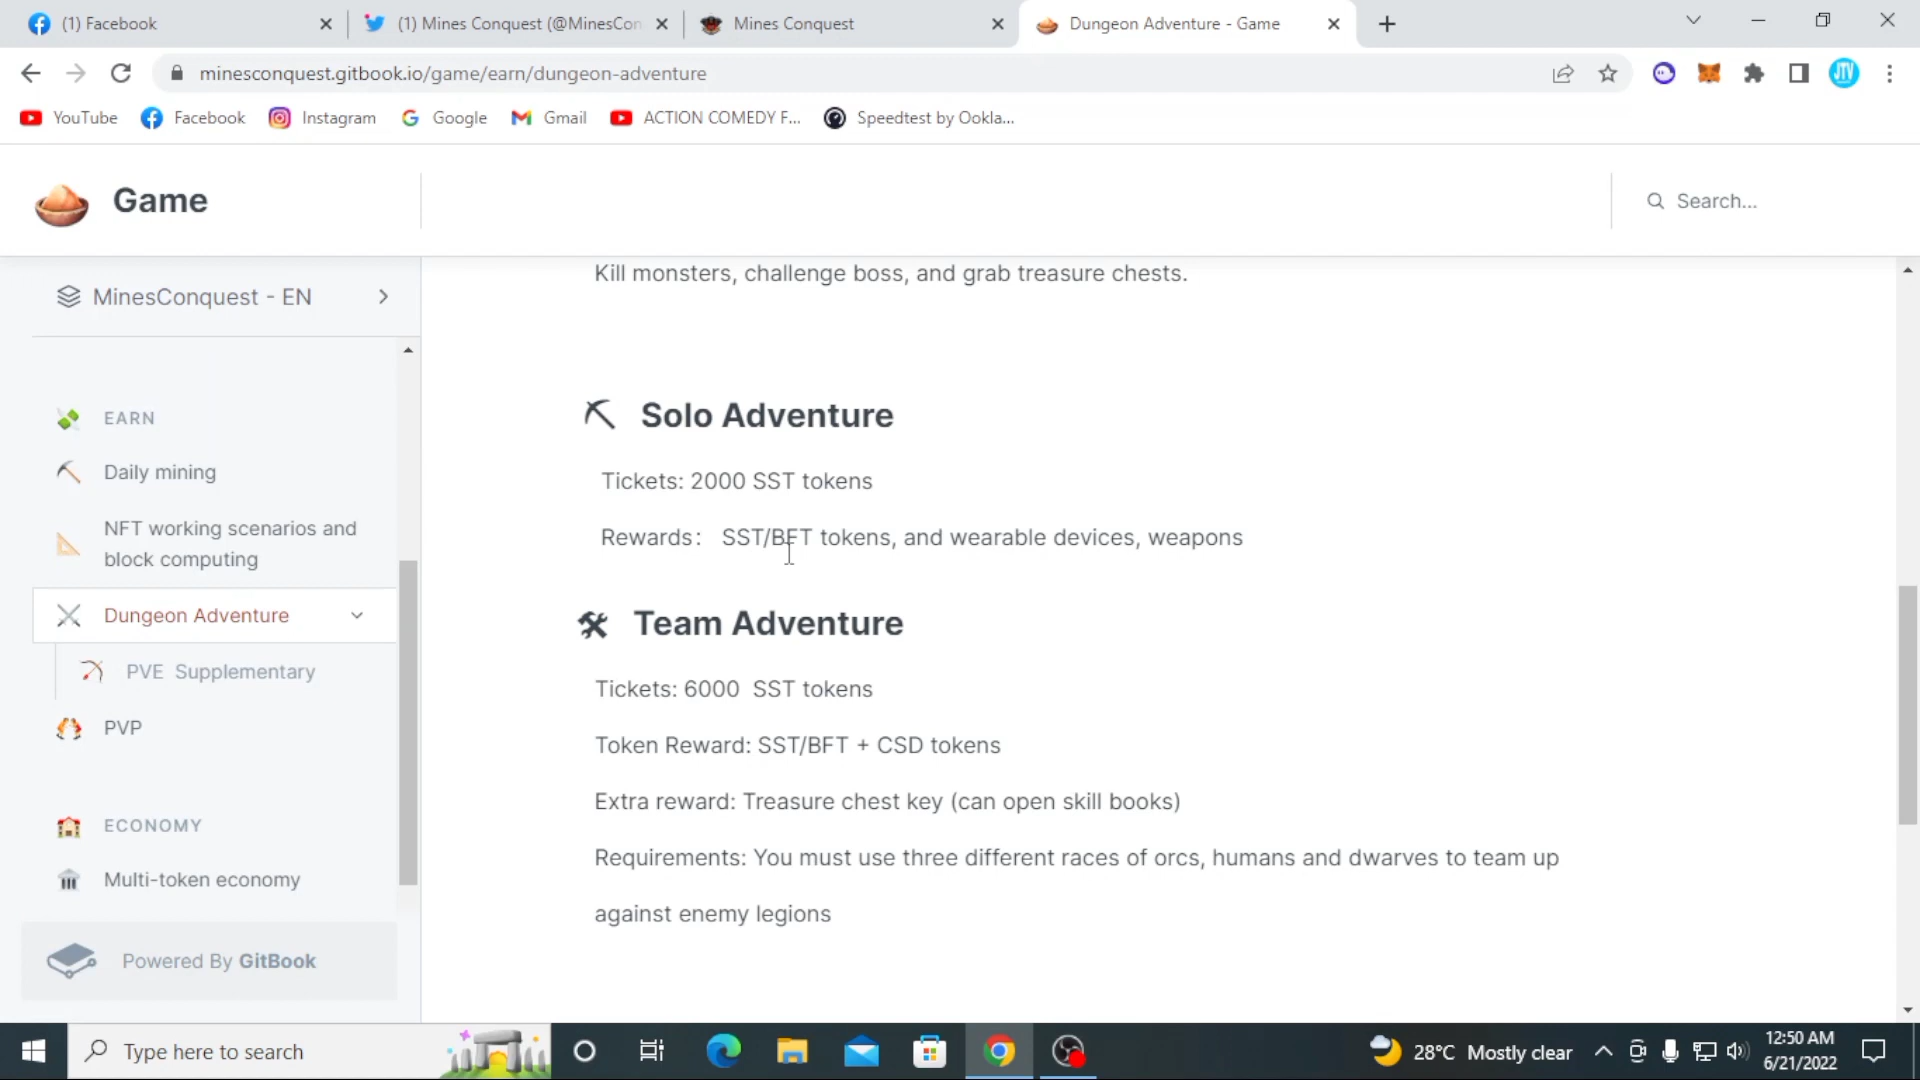 (1) Facebook
(1) Mines Conquest (@MinesCon
Mines Conquest
Dungeon Adventure - Game
minesconquest.gitbook.io/game/earn/dungeon-adventure
JTV
YouTube
Facebook
Instagram
Google
Gmail
ACTION COMEDY F...
Speedtest by Ookla...
Game
Search...
MinesConquest - EN
EARN
Daily mining
NFT working scenarios and
block computing
Dungeon Adventure
PVE Supplementary
PVP
ECONOMY
Multi-token economy
Powered By GitBook
Kill monsters, challenge boss, and grab treasure chests.
Solo Adventure
Tickets: 2000 SST tokens
Rewards： SST/BFT tokens, and wearable devices, weapons
Team Adventure
Tickets: 6000 SST tokens
Token Reward: SST/BFT + CSD tokens
Extra reward: Treasure chest key (can open skill books)
Requirements: You must use three different races of orcs, humans and dwarves to team up
against enemy legions
Type here to search
28°C Mostly clear
12:50 AM
6/21/2022